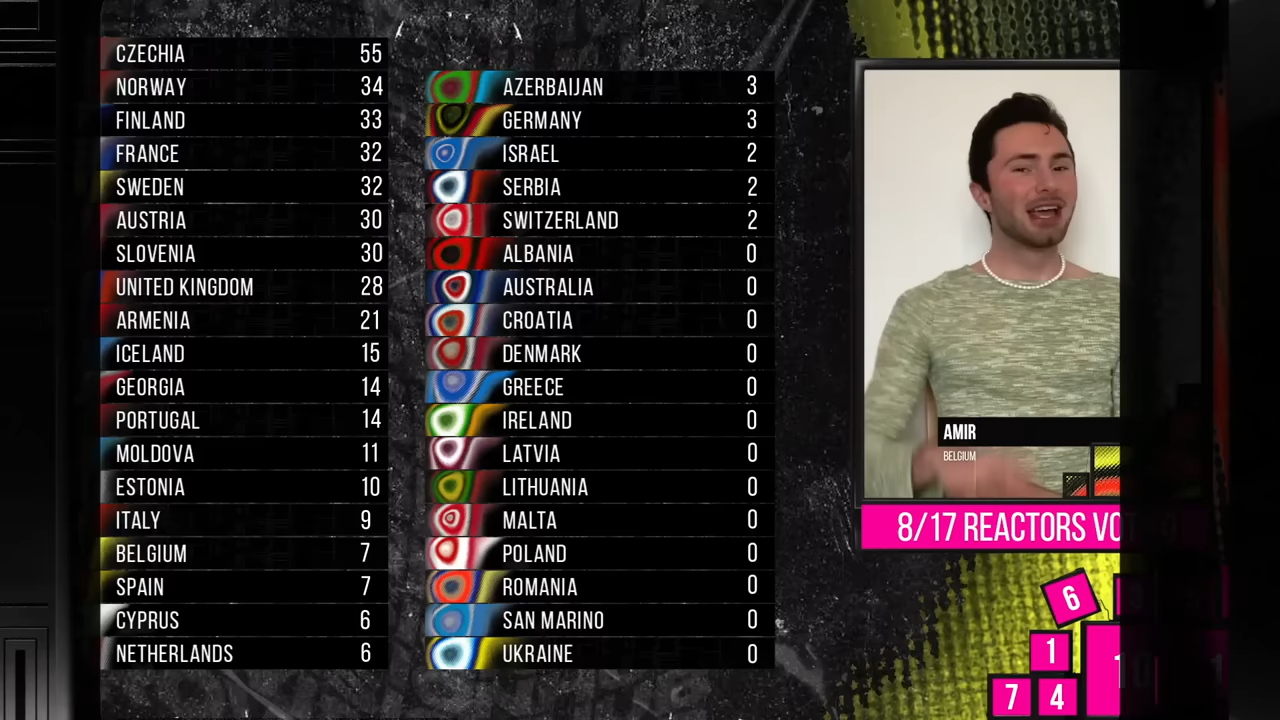 CZECHIA 55
NORWAY 34
FINLAND 33
FRANCE 32
SWEDEN 32
AUSTRIA 30
SLOVENIA 30
UNITED KINGDOM 28
ARMENIA 21
ICELAND 15
GEORGIA 14
PORTUGAL 14
MOLDOVA 11
ESTONIA 10
ITALY 9
BELGIUM 7
SPAIN 7
CYPRUS 6
NETHERLANDS 6
AZERBAIJAN 3
GERMANY 3
ISRAEL 2
SERBIA 2
SWITZERLAND 2
ALBANIA 0
AUSTRALIA 0
CROATIA 0
DENMARK 0
GREECE 0
IRELAND 0
LATVIA 0
LITHUANIA 0
MALTA 0
POLAND 0
ROMANIA 0
SAN MARINO 0
UKRAINE 0
AMIR
BELGIUM
8/17 REACTORS
6
1
7 4